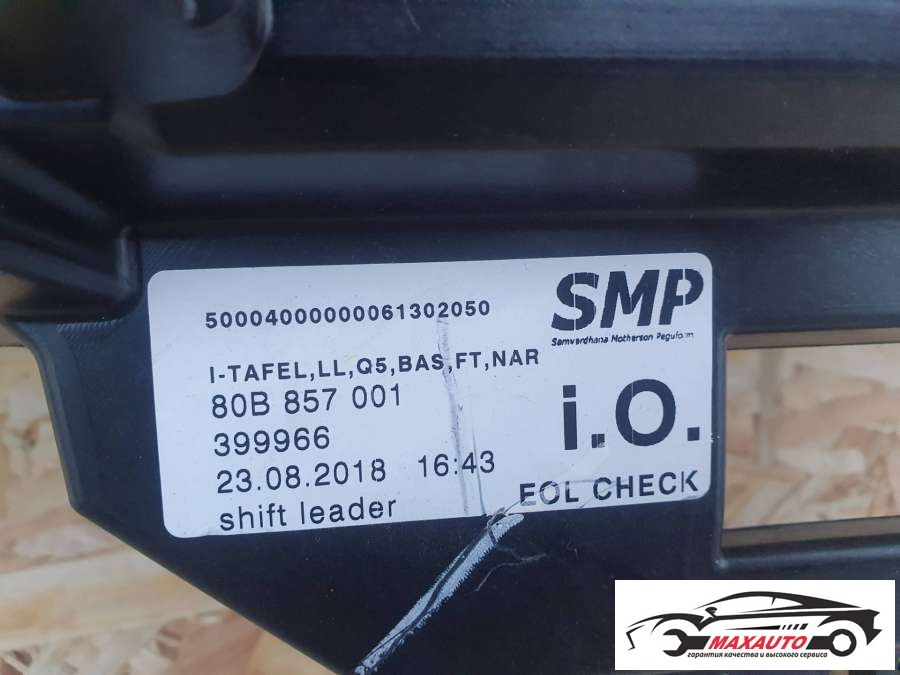 50004000000061302050
SMP
Samvardhana Motherson Peguform
I-TAFEL,LL,Q5,BAS,FT,NAR
80B 857 001
i.O.
399966
23.08.2018 16:43
EOL CHECK
shift leader
MAXAUTO
гарантия качества и высокого сервиса